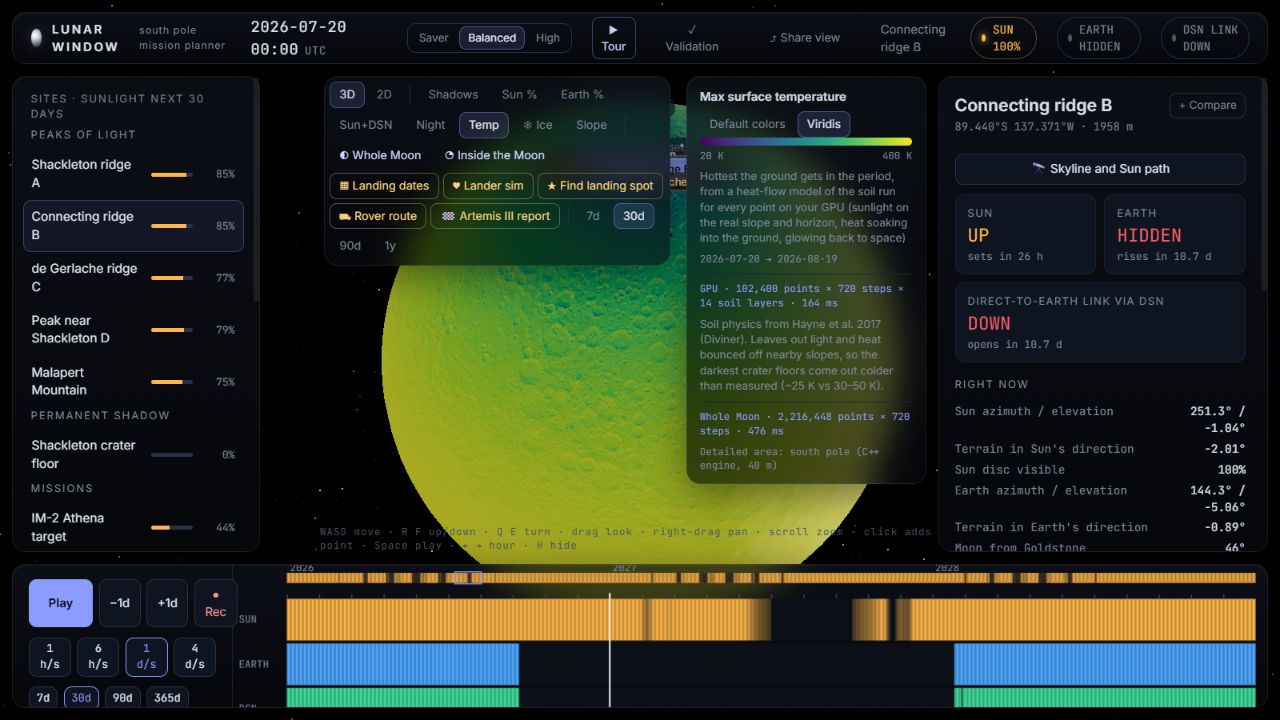 LUNAR WINDOW
south pole mission planner
2026-07-20
00:00 UTC
Saver Balanced High
▶ Tour
✓ Validation
⤴ Share view
Connecting ridge B
SUN 100%
EARTH HIDDEN
DSN LINK DOWN
SITES · SUNLIGHT NEXT 30 DAYS
PEAKS OF LIGHT
Shackleton ridge A 85%
Connecting ridge B 85%
de Gerlache ridge C 77%
Peak near Shackleton D 79%
Malapert Mountain 75%
PERMANENT SHADOW
Shackleton crater floor 0%
MISSIONS
IM-2 Athena target 44%
3D 2D Shadows Sun % Earth %
Sun+DSN Night Temp ❄ Ice Slope
◐ Whole Moon ◔ Inside the Moon
▦ Landing dates ♥ Lander sim ★ Find landing spot
⛟ Rover route 🏁 Artemis III report 7d 30d
90d 1y
Max surface temperature
Default colors Viridis
20 K 400 K
Hottest the ground gets in the period,
from a heat-flow model of the soil run
for every point on your GPU (sunlight on
the real slope and horizon, heat soaking
into the ground, glowing back to space)
2026-07-20 → 2026-08-19
GPU · 102,400 points × 720 steps ×
14 soil layers · 164 ms
Soil physics from Hayne et al. 2017
(Diviner). Leaves out light and heat
bounced off nearby slopes, so the
darkest crater floors come out colder
than measured (~25 K vs 30–50 K).
Whole Moon · 2,216,448 points × 720
steps · 476 ms
Detailed area: south pole (C++
engine, 40 m)
WASD move · R F up/down · Q E turn · drag look · right-drag pan · scroll zoom · click adds
point · Space play · ← → hour · H hide
Connecting ridge B
+ Compare
89.440°S 137.371°W · 1958 m
🔭 Skyline and Sun path
SUN
UP
sets in 26 h
EARTH
HIDDEN
rises in 10.7 d
DIRECT-TO-EARTH LINK VIA DSN
DOWN
opens in 10.7 d
RIGHT NOW
Sun azimuth / elevation 251.3° / -1.04°
Terrain in Sun's direction -2.01°
Sun disc visible 100%
Earth azimuth / elevation 144.3° / -5.06°
Terrain in Earth's direction -0.89°
Moon from Goldstone 46°
Play −1d +1d ● Rec
1 h/s 6 h/s 1 d/s 4 d/s
7d 30d 90d 365d
2026 2027 2028
SUN
EARTH
DSN